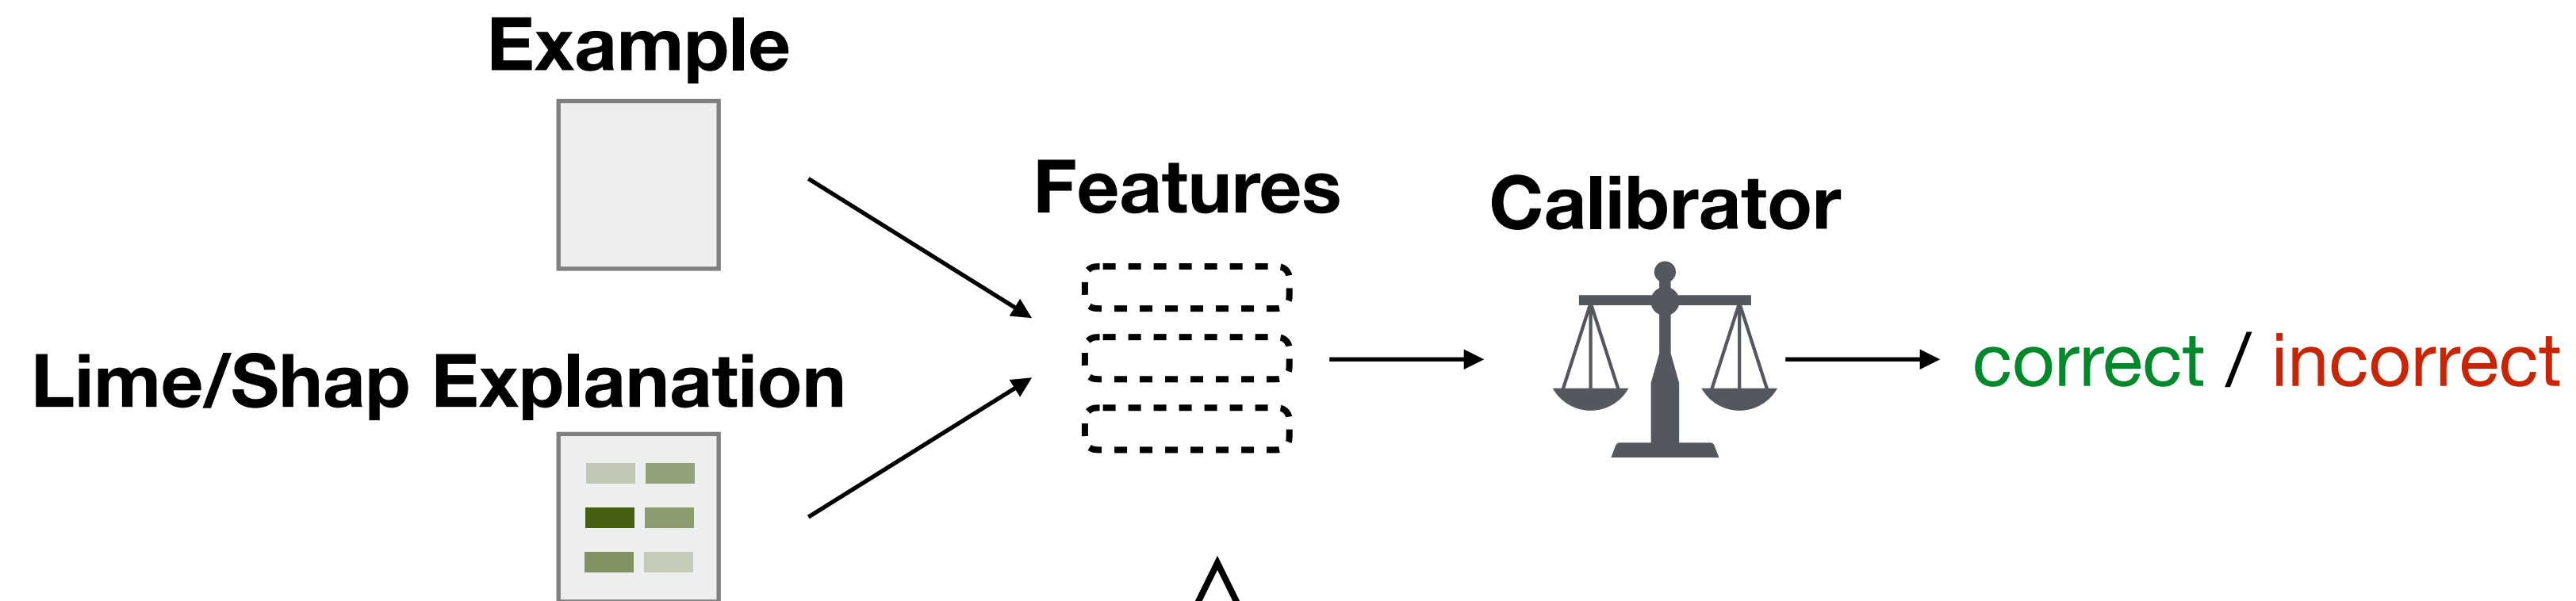 Example
Features
Calibrator
Lime/Shap Explanation
correct / incorrect